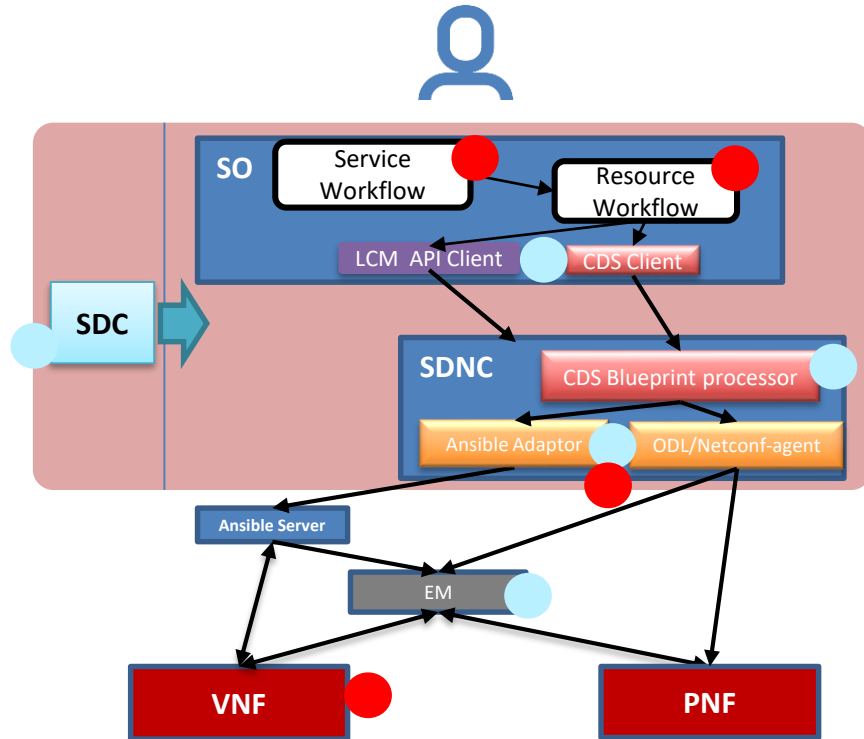 SO
Service
Workflow
Resource
Workflow
LCM API Client
CDS Client
SDC
SDNC
CDS Blueprint processor
Ansible Adaptor
ODL/Netconf-agent
Ansible Server
EM
VNF
PNF